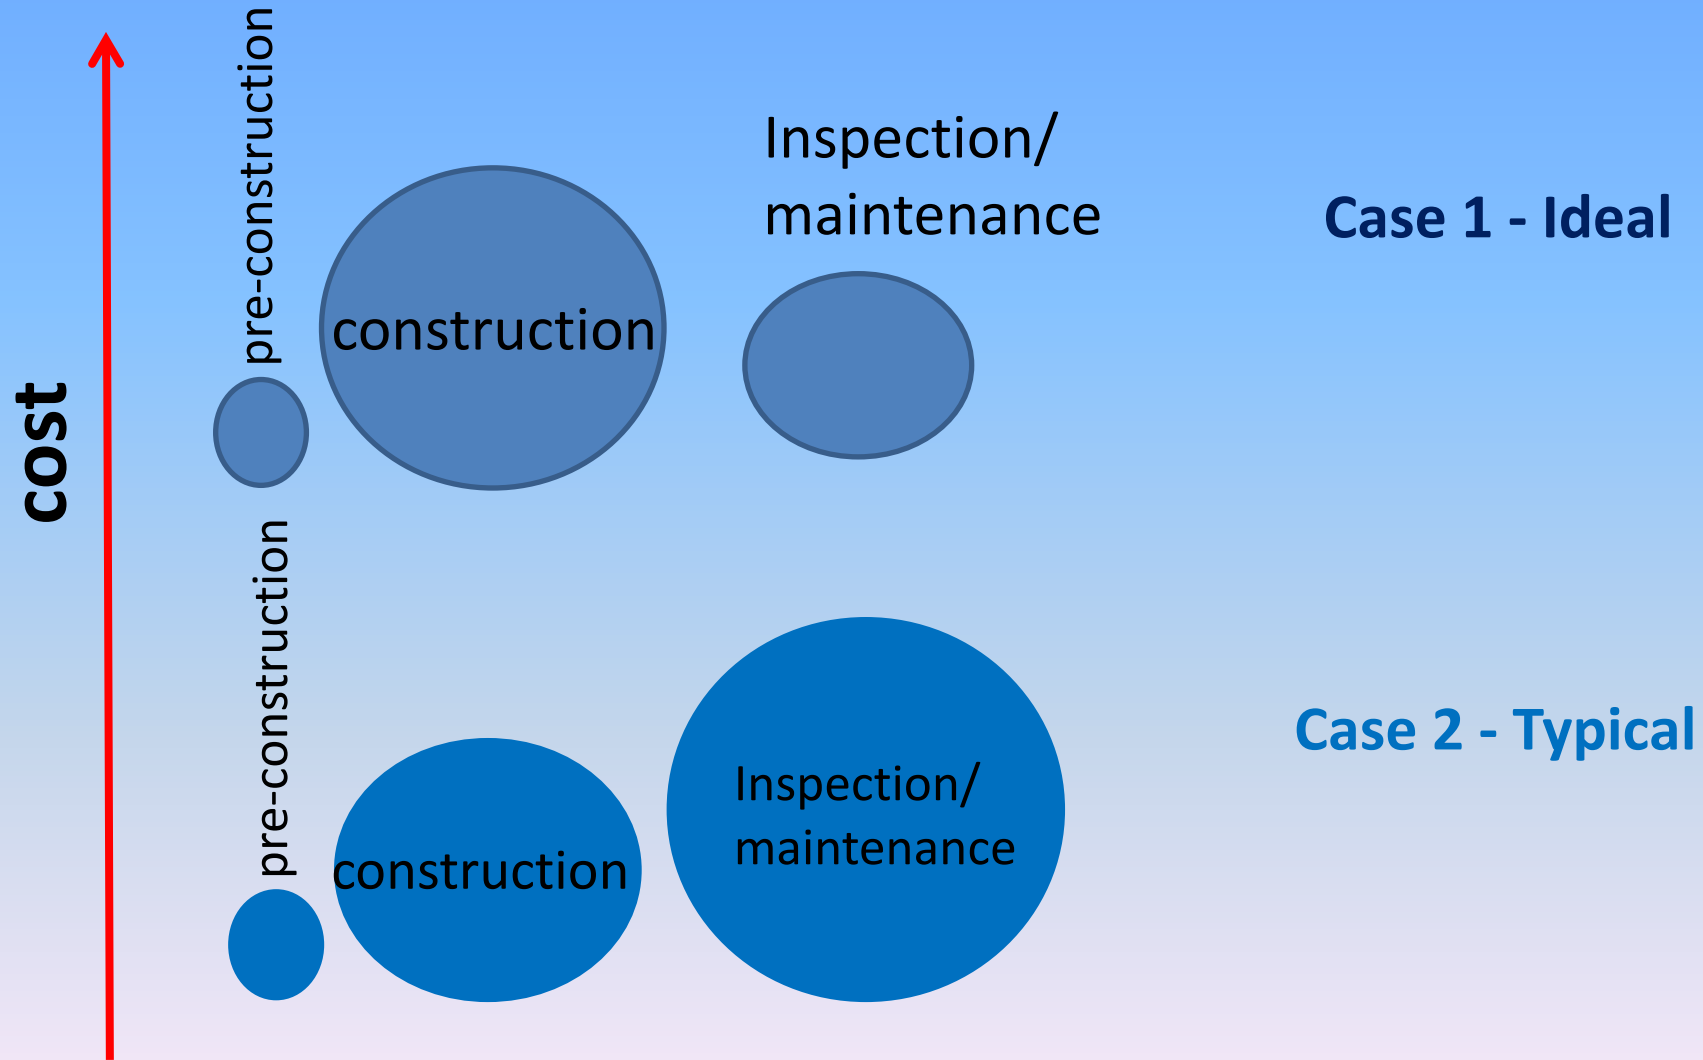 cost
pre-construction
construction
Inspection/
maintenance
Case 1 - Ideal
pre-construction
construction
Inspection/
maintenance
Case 2 - Typical